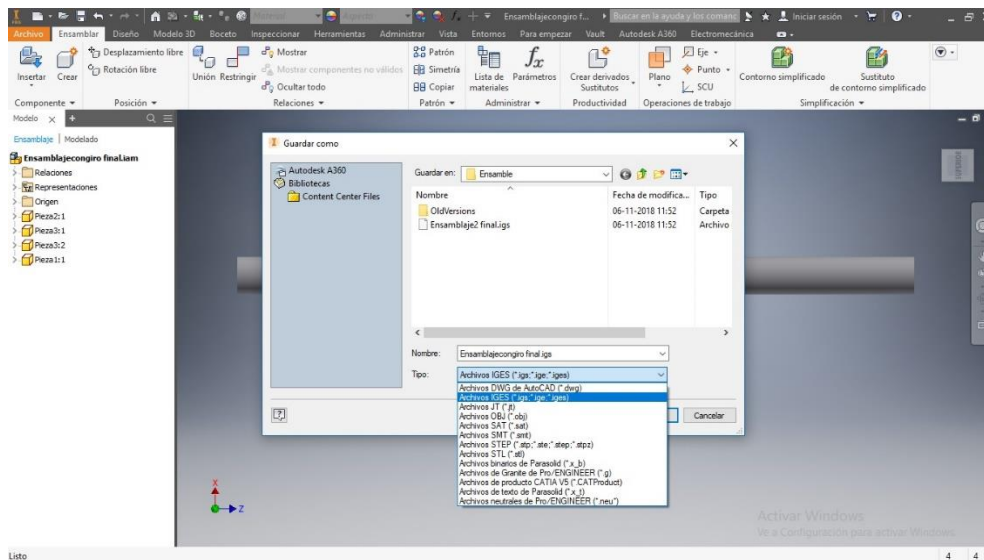 Material
Aspecto
Ensamblajecongiro f...
Buscar en la ayuda y los comanc
Iniciar sesión
Archivo Ensamblar Diseño Modelo 3D Boceto Inspeccionar Herramientas Administrar Vista Entornos Para empezar Vault Autodesk A360 Electromecánica
Insertar
Crear
Desplazamiento libre
Rotación libre
Unión
Restringir
Mostrar
Mostrar componentes no válidos
Ocultar todo
Patrón
Simetría
Copiar
Lista de materiales
fx
Parámetros
Crear derivados
Sustitutos
Plano
Eje
Punto
SCU
Contorno simplificado
Sustituto
de contorno simplificado
Componente Posición Relaciones Patrón Administrar Productividad Operaciones de trabajo Simplificación
Modelo × +
Ensamblaje | Modelado
Ensamblajecongiro final.iam
Relaciones
Representaciones
Origen
Pieza2:1
Pieza3:1
Pieza3:2
Pieza1:1
Guardar como
Autodesk A360
Bibliotecas
Content Center Files
Guardar en: Ensamble
Nombre Fecha de modifica... Tipo
OldVersions 06-11-2018 11:52 Carpeta
Ensamblaje2 final.igs 06-11-2018 11:52 Archivo
Nombre: Ensamblajecongiro final.igs
Tipo: Archivos IGES (*.igs;*.ige;*.iges)
Archivos DWG de AutoCAD (*.dwg)
Archivos IGES (*.igs;*.ige;*.iges)
Archivos JT (*.jt)
Archivos OBJ (*.obj)
Archivos SAT (*.sat)
Archivos SMT (*.smt)
Archivos STEP (*.stp;*.ste;*.step;*.stpz)
Archivos STL (*.stl)
Archivos binarios de Parasolid (*.x_b)
Archivos de Granite de Pro/ENGINEER (*.g)
Archivos de producto CATIA V5 (*.CATProduct)
Archivos de texto de Parasolid (*.x_t)
Archivos neutrales de Pro/ENGINEER (*.neu*)
Cancelar
X
Z
Activar Windows
Ve a Configuración para activar Windows.
Listo
4 4